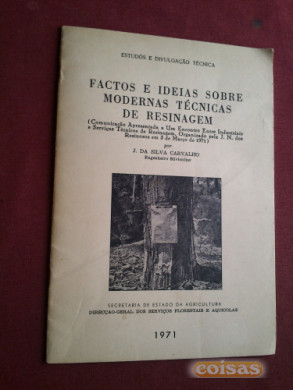 ESTUDOS E DIVULGAÇÃO TÉCNICA
FACTOS E IDEIAS SOBRE
MODERNAS TÉCNICAS
DE RESINAGEM
(Comunicação Apresentada a Um Encontro Entre Industriais
e Serviços Técnicos de Resinagem, Organizado pela J. N. dos
Resinosos em 3 de Março de 1971)
por
J. DA SILVA CARVALHO
Engenheiro Silvicultor
SECRETARIA DE ESTADO DA AGRICULTURA
DIRECÇÃO-GERAL DOS SERVIÇOS FLORESTAIS E AQUÍCOLAS
1971
coisas